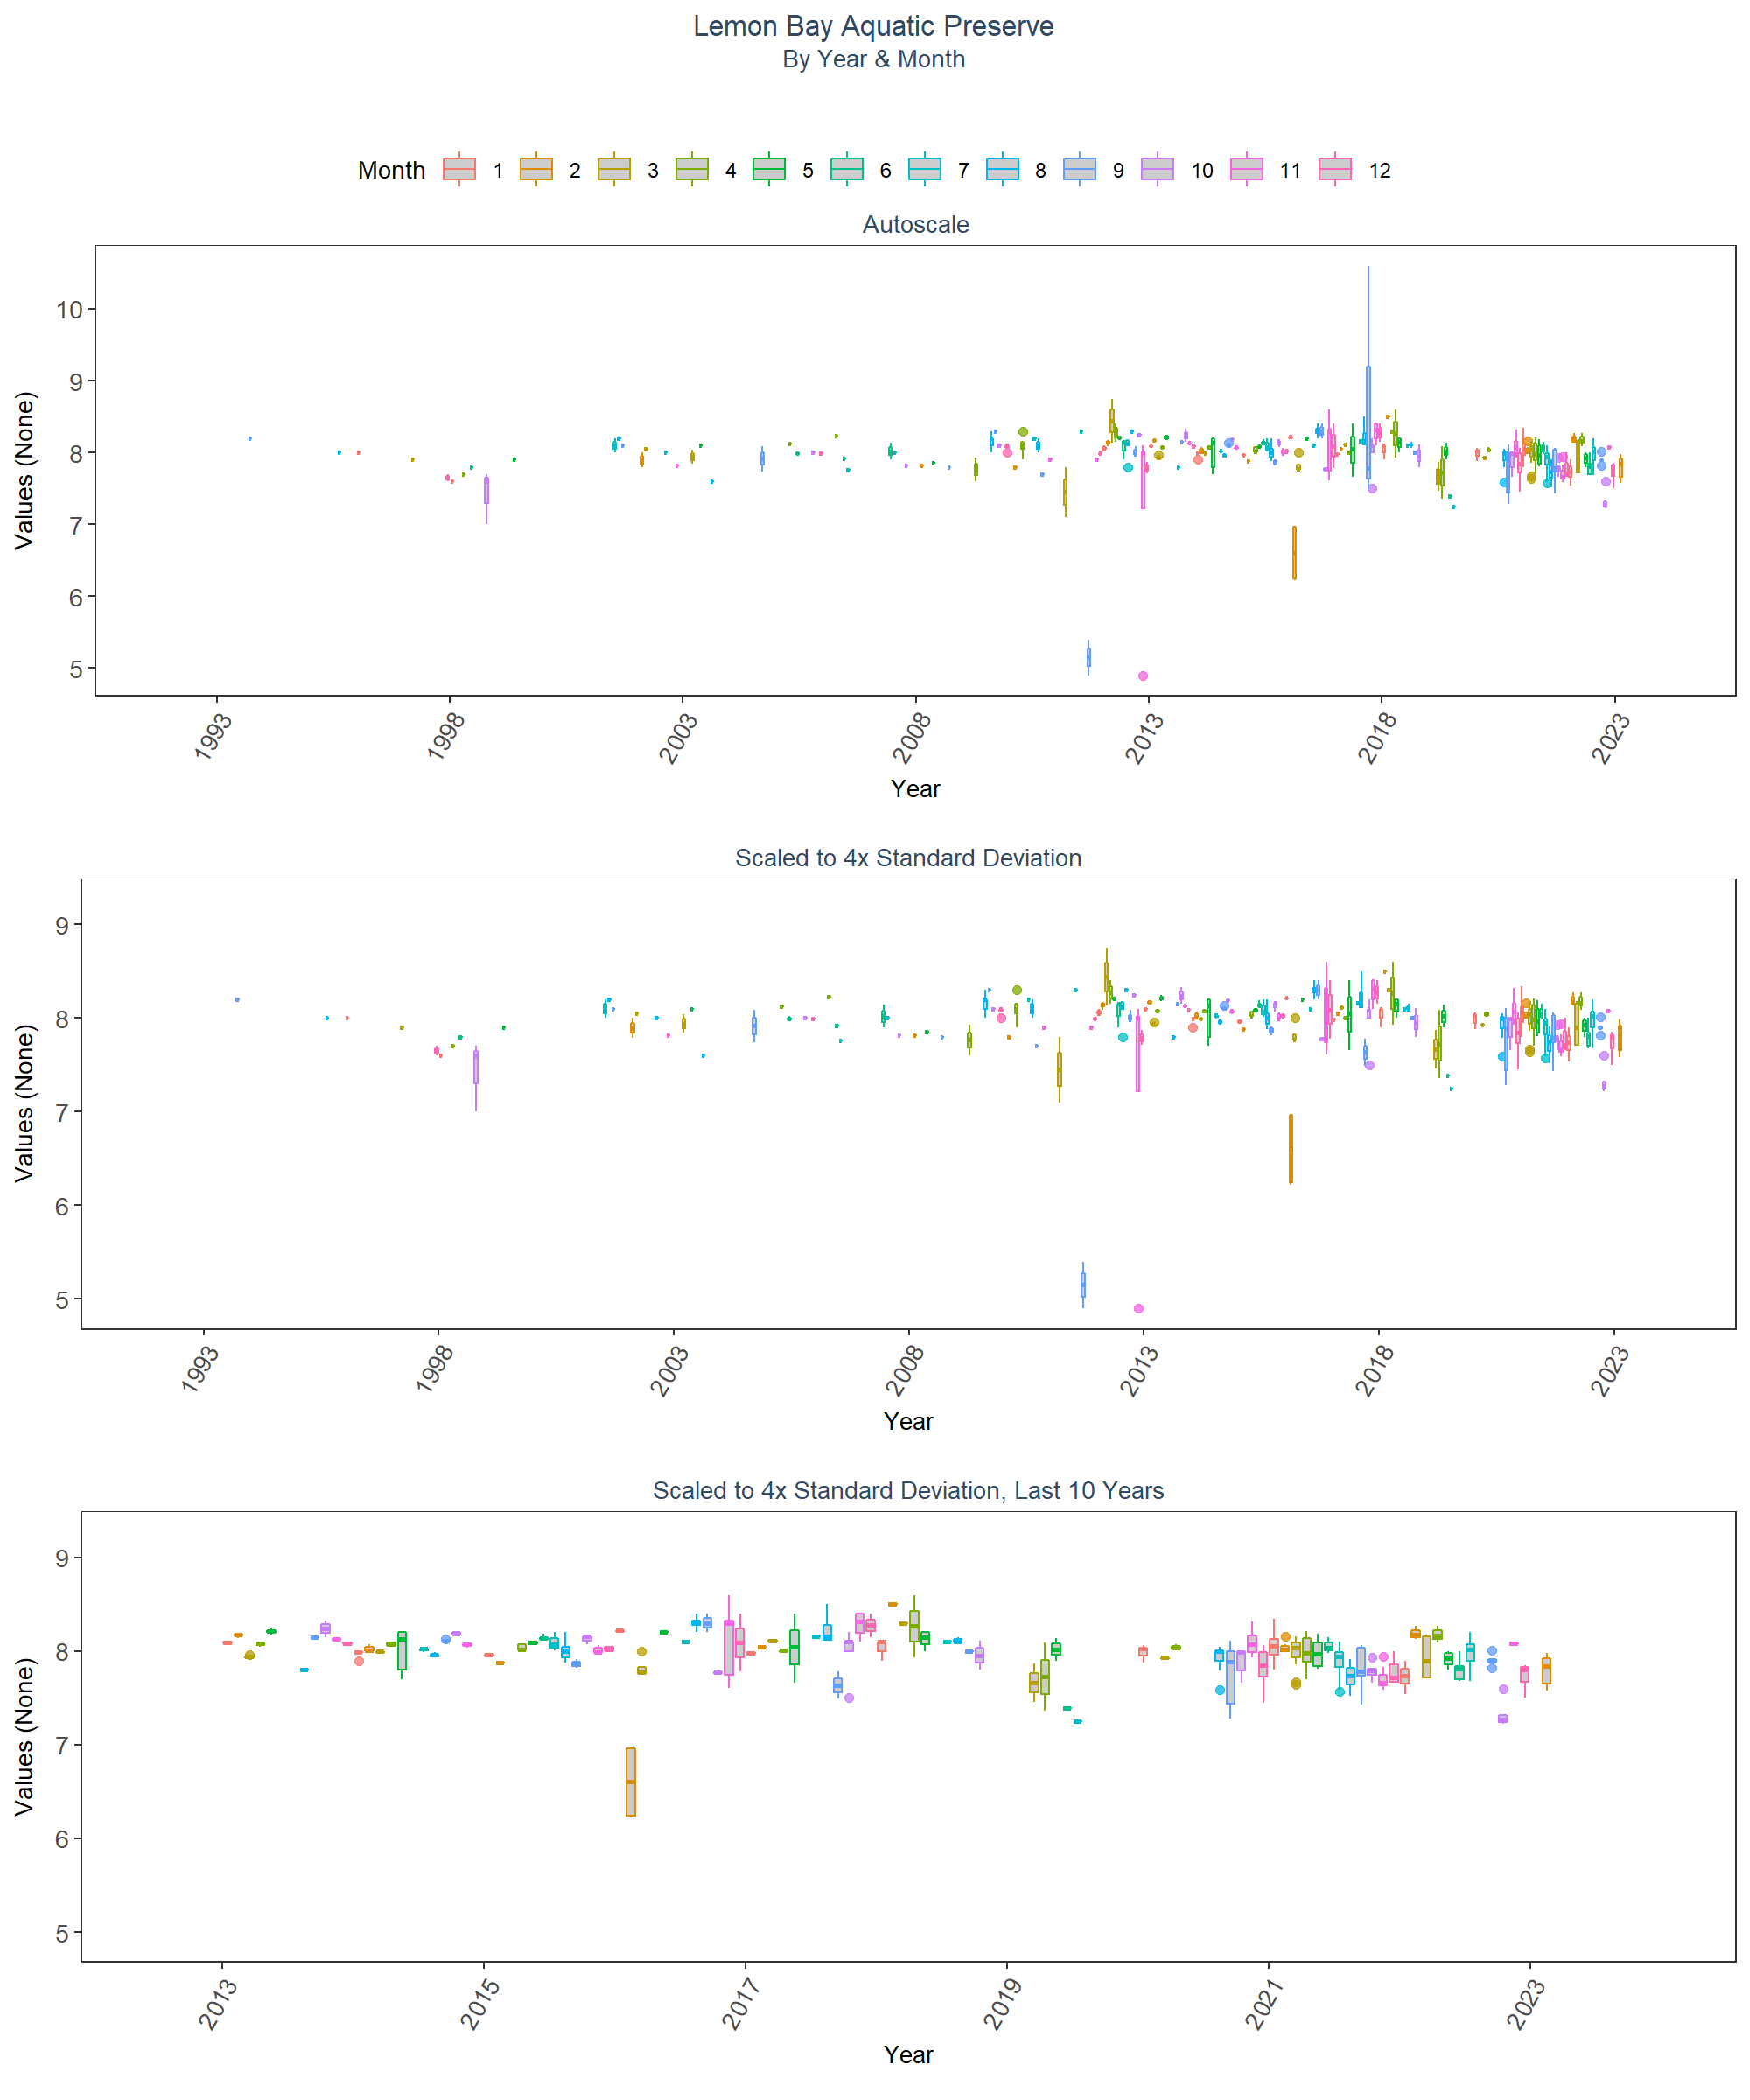 Lemon Bay Aquatic Preserve
By Year & Month
Month 1 2 3 4 5 6 7 8 9 10 11 12
Autoscale
Values (None)
10
9
8
7
6
5
1993 1998 2003 2008 2013 2018 2023
Year
Scaled to 4x Standard Deviation
Values (None)
9
8
7
6
5
1993 1998 2003 2008 2013 2018 2023
Year
Scaled to 4x Standard Deviation, Last 10 Years
Values (None)
9
8
7
6
5
2013 2015 2017 2019 2021 2023
Year